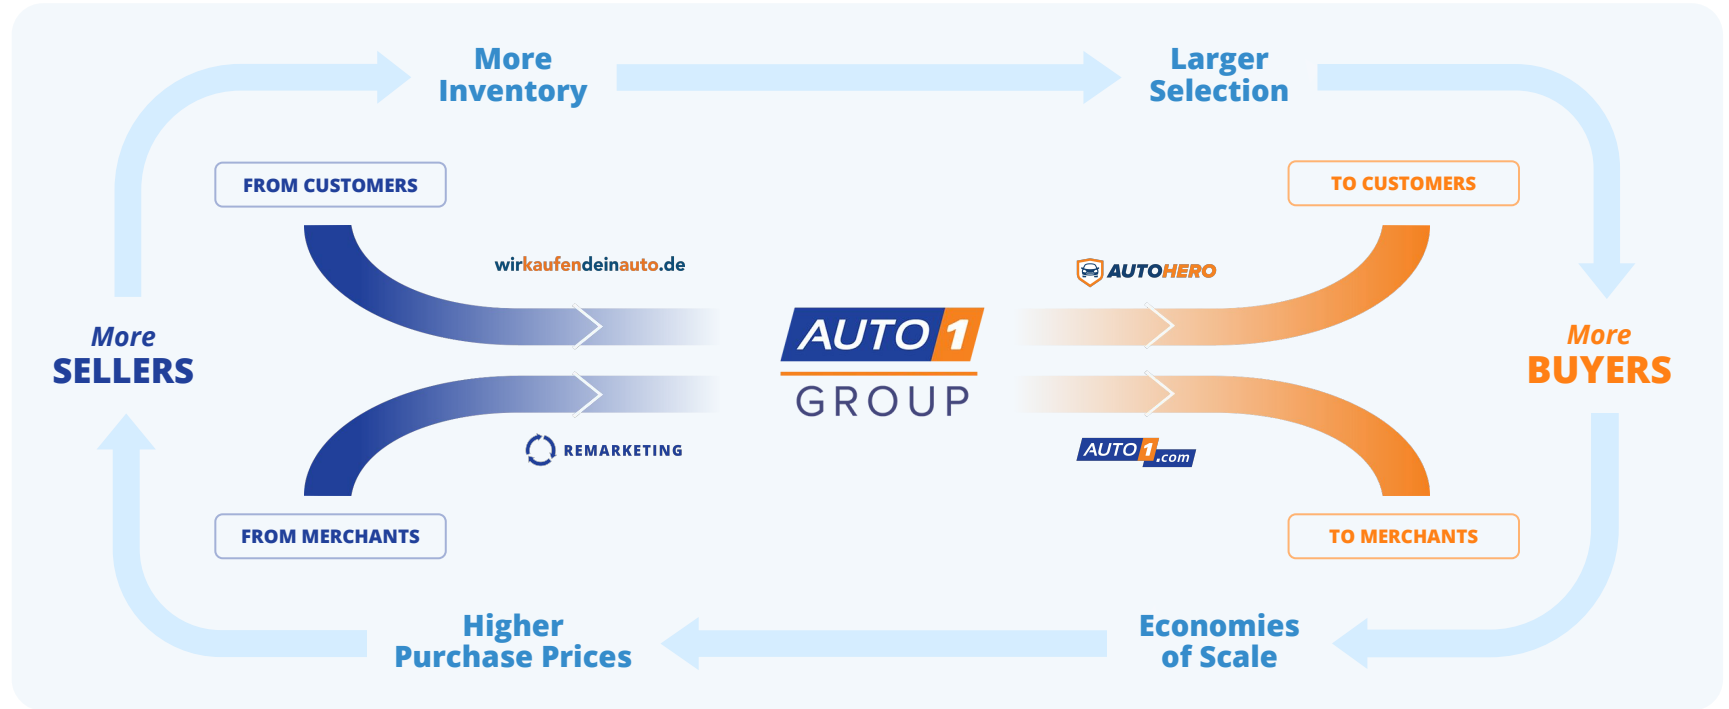 More
Inventory
Larger
Selection
FROM CUSTOMERS
TO CUSTOMERS
wirkaufendeinauto.de
AUTOHERO
More
SELLERS
AUTO1
GROUP
More
BUYERS
REMARKETING
AUTO1.com
FROM MERCHANTS
TO MERCHANTS
Higher
Purchase Prices
Economies
of Scale